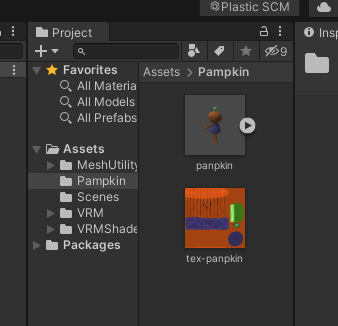 Plastic SCM
Project
Insp
9
Favorites
All Materia
All Models
All Prefabs
Assets > Pampkin
Assets
MeshUtility
Pampkin
Scenes
VRM
VRMShade
Packages
panpkin
tex-panpkin